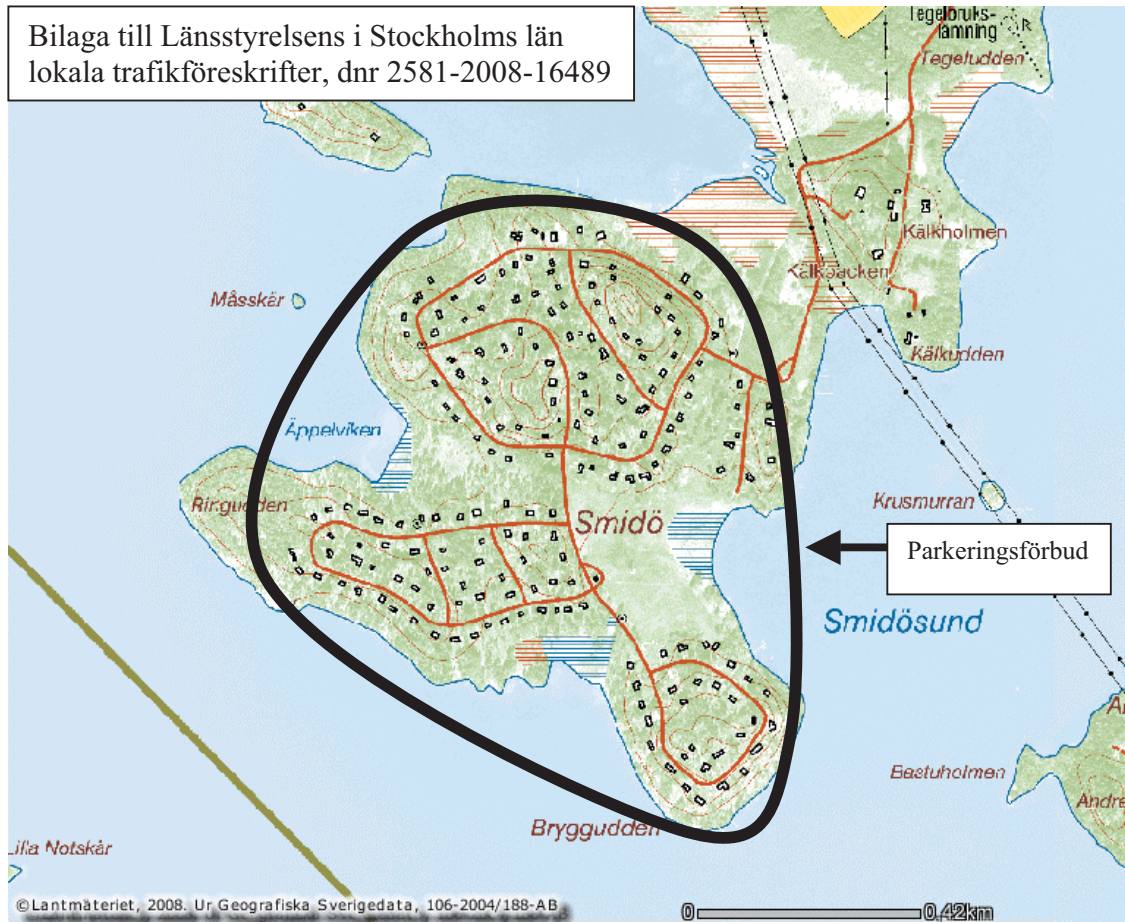 Bilaga till Länsstyrelsens i Stockholms län
lokala trafikföreskrifter, dnr 2581-2008-16489
Tegelbruks-
lämning
R
Tegeludden
Kälkholmen
Kälkbacken
Måsskär
Kälkudden
Äppelviken
Ringudden
Krusmurran
Smidö
Parkeringsförbud
Smidösund
Bastuholmen
Bryggudden
Lilla Notskär
©Lantmäteriet, 2008. Ur Geografiska Sverigedata, 106-2004/188-AB
0 0,42km